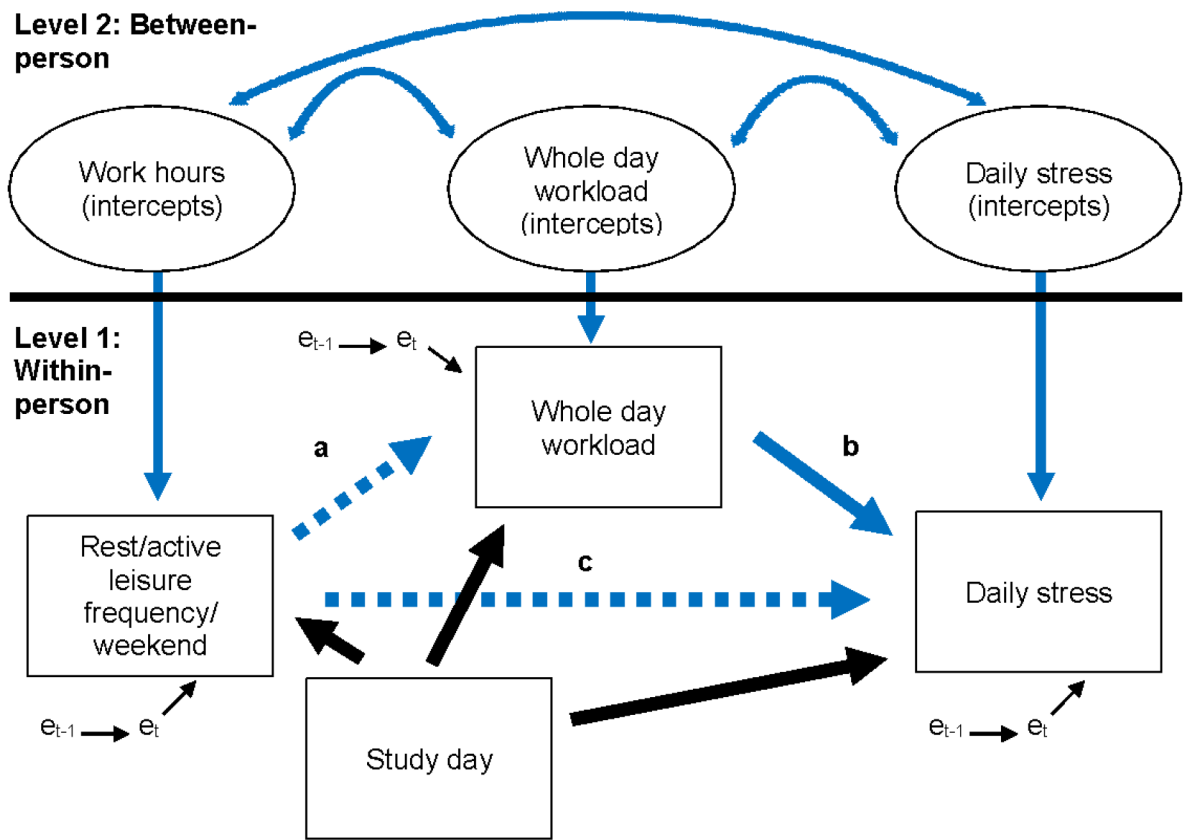 Level 2: Between-
person
Work hours
(intercepts)
Whole day
workload
(intercepts)
Daily stress
(intercepts)
Level 1:
Within-
person
et-1 et
Whole day
workload
a
b
Rest/active
leisure
frequency/
weekend
c
Daily stress
et-1 et
Study day
et-1 et